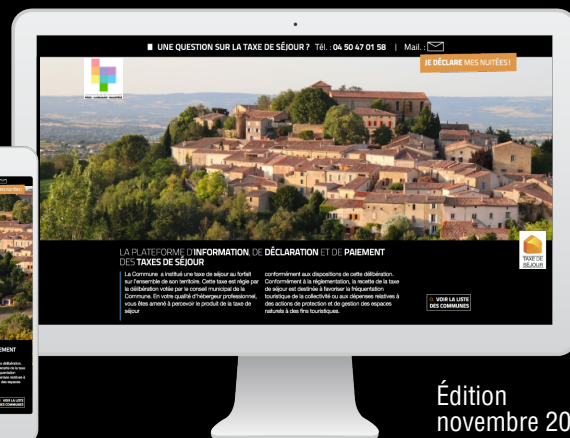 UNE QUESTION SUR LA TAXE DE SÉJOUR ? Tél. : 04 50 47 01 58 | Mail. :
JE DÉCLARE MES NUITÉES !
LA PLATEFORME D'INFORMATION, DE DÉCLARATION ET DE PAIEMENT
DES TAXES DE SÉJOUR
La Commune a institué une taxe de séjour au forfait
sur l'ensemble de son territoire. Cette taxe est régie par
la délibération votée par le conseil municipal de la
Commune. En votre qualité d'hébergeur professionnel,
vous êtes amené à percevoir le produit de la taxe de
séjour
conformément aux dispositions de cette délibération.
Conformément à la réglementation, la recette de la taxe
de séjour est destinée à favoriser la fréquentation
touristique de la collectivité ou aux dépenses relatives à
des actions de protection et de gestion des espaces
naturels à des fins touristiques.
TAXE DE
SÉJOUR
VOIR LA LISTE
DES COMMUNES
EMENT
VOIR LA LISTE
DES COMMUNES
Édition
novembre 20